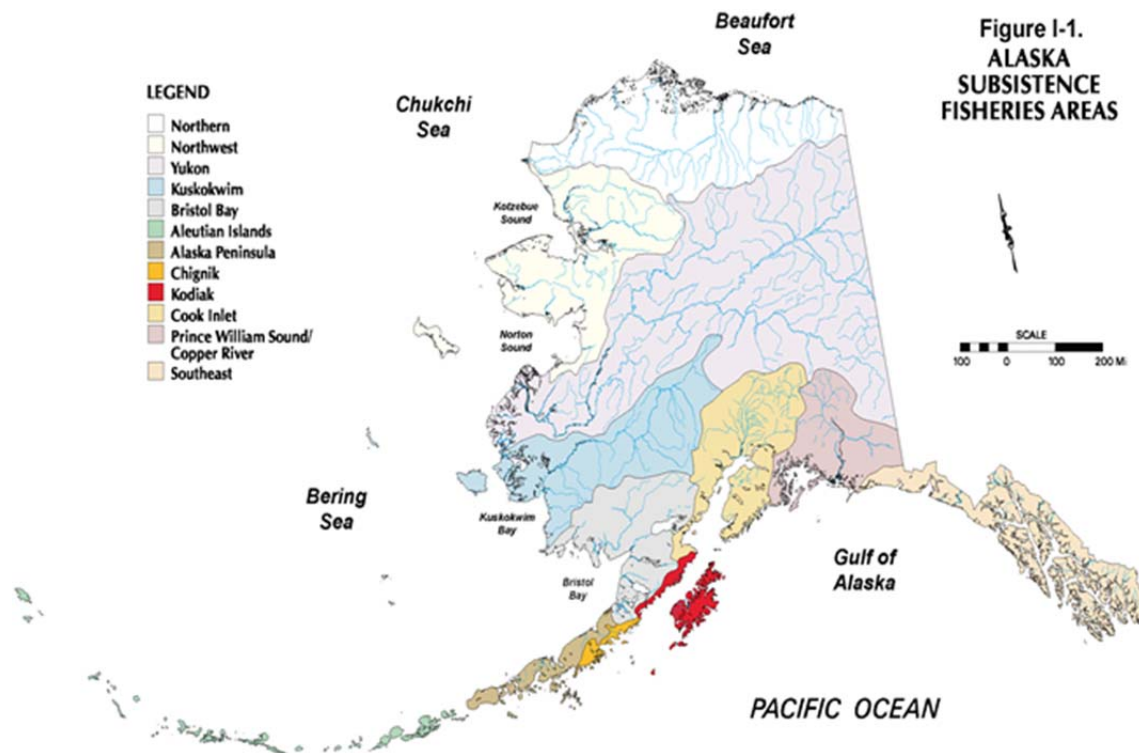 Figure I-1.
ALASKA
SUBSISTENCE
FISHERIES AREAS
Beaufort
Sea
Chukchi
Sea
LEGEND
Northern
Northwest
Yukon
Kuskokwim
Bristol Bay
Aleutian Islands
Alaska Peninsula
Chignik
Kodiak
Cook Inlet
Prince William Sound/
Copper River
Southeast
Kotzebue
Sound
Norton
Sound
SCALE
100 0 100 200 Mi.
Bering
Sea
Kuskokwim
Bay
Bristol
Bay
Gulf of
Alaska
PACIFIC OCEAN